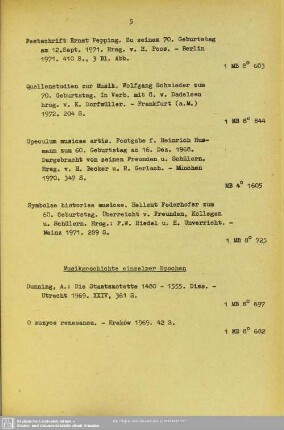 5
Festschrift Ernst Pepping. Zu seinem 70. Geburtstag
am 12.Sept. 1971. Hrsg. v. H. Poos. - Berlin
1971. 410 S., 3 Bl. Abb.
1 MB 8° 603
Quellenstudien zur Musik. Wolfgang Schmieder zum
70. Geburtstag. In Verb. mit G. v. Dadelsen
hrsg. v. K. Dorfmüller. - Frankfurt (a.M.)
1972. 204 S.
1 MB 8° 844
Speculum musicae artis. Festgabe f. Heinrich Hus-
mann zum 60. Geburtstag am 16. Dez. 1968.
Dargebracht von seinen Freunden u. Schülern.
Hrsg. v. H. Becker u. R. Gerlach. - München
1970. 349 S.
MB 4° 1605
Symbolae historiae musicae. Hellmut Federhofer zum
60. Geburtstag. Überreicht v. Freunden, Kollegen
u. Schülern. Hrsg.: F.W. Riedel u. H. Unverricht. -
Mainz 1971. 289 S.
1 MB 8° 723
Musikgeschichte einzelner Epochen
Dunning, A.: Die Staatsmotette 1480 - 1555. Diss. -
Utrecht 1969. XXIV, 361 S.
1 MB 8° 697
O muzyce renesansu. - Kraków 1969. 42 S.
1 MB 8° 682